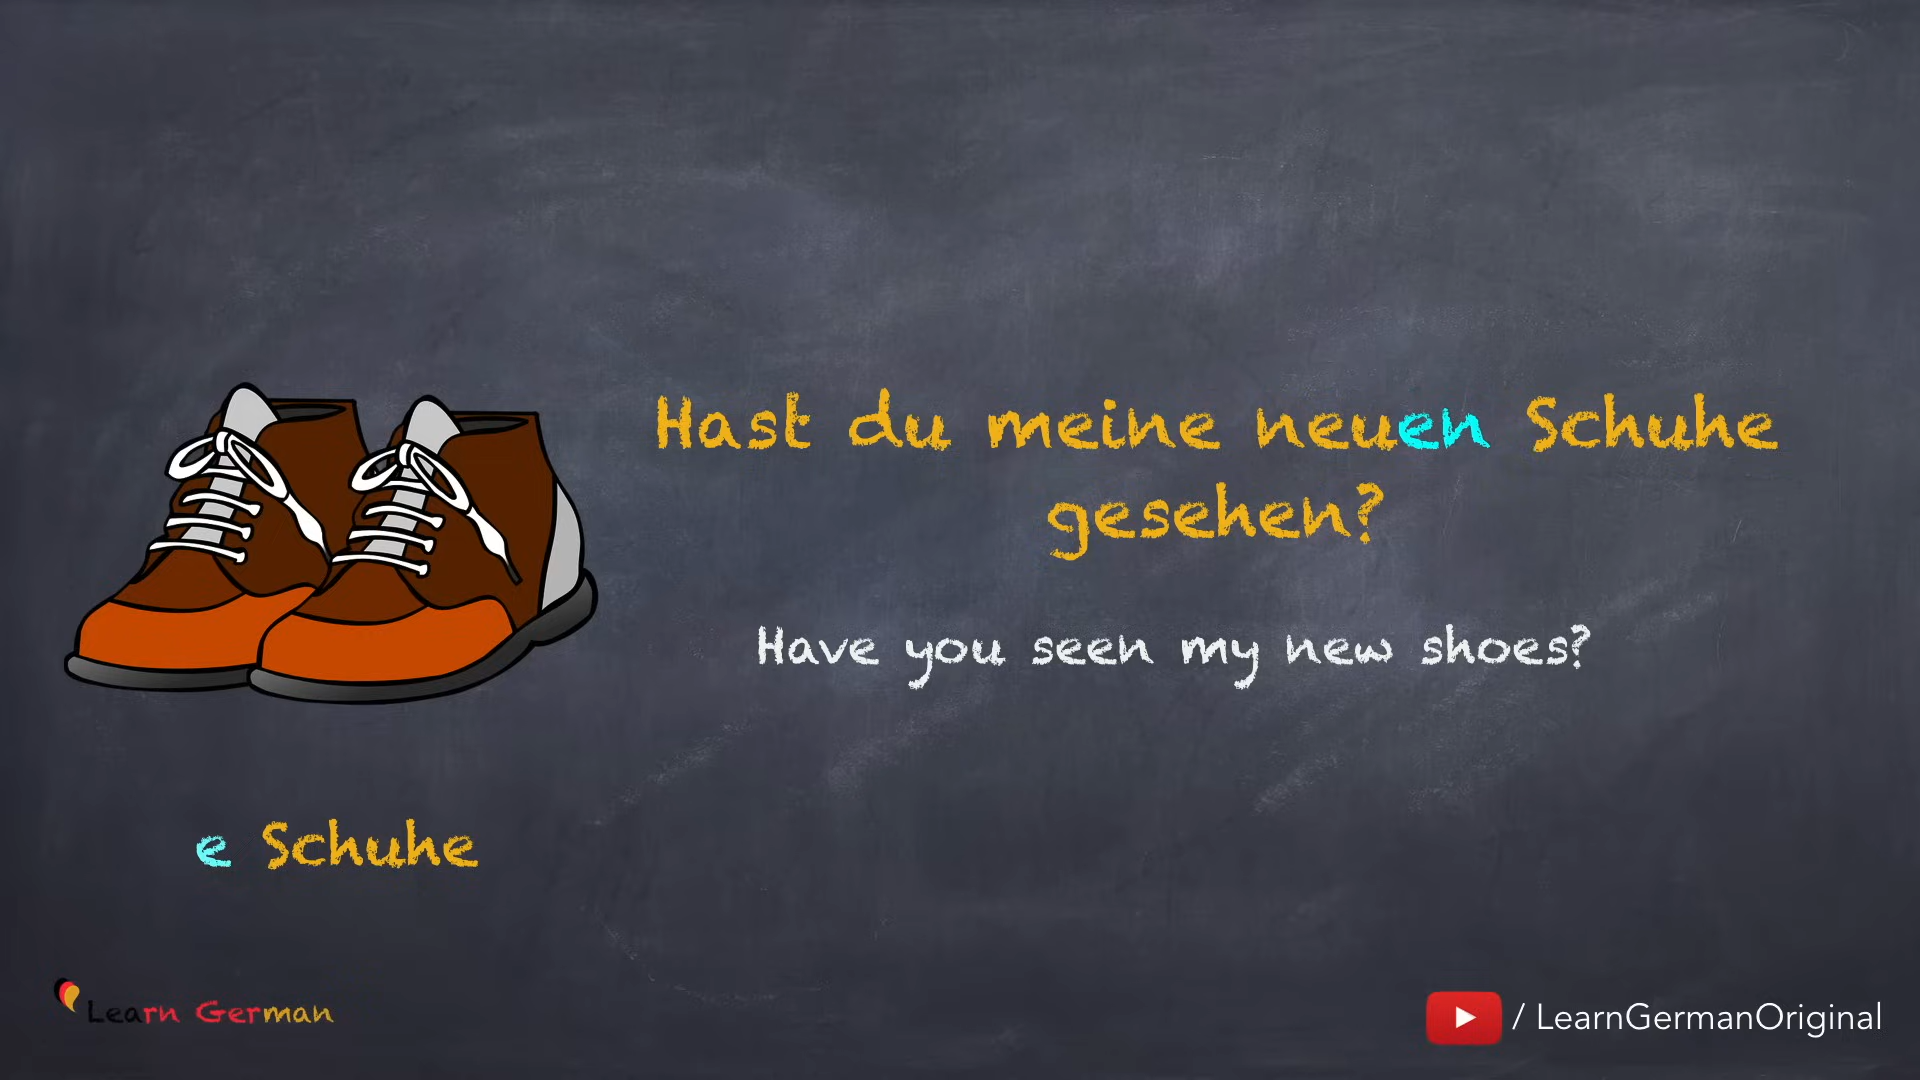 Hast du meine neuen Schuhe
gesehen?
Have you seen my new shoes?
e Schuhe
Learn German
/ LearnGermanOriginal